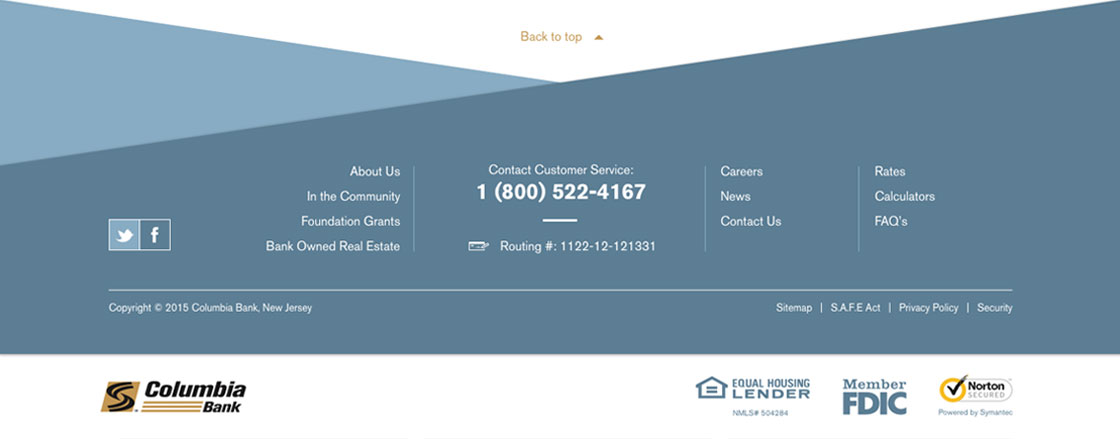 Back to top
About Us
In the Community
Foundation Grants
Bank Owned Real Estate
Contact Customer Service:
1 (800) 522-4167
Routing #: 1122-12-121331
Careers
News
Contact Us
Rates
Calculators
FAQ's
Copyright © 2015 Columbia Bank, New Jersey
Sitemap | S.A.F.E Act | Privacy Policy | Security
Columbia
Bank
EQUAL HOUSING
LENDER
NMLS# 504284
Member
FDIC
Norton
SECURED
Powered by Symantec